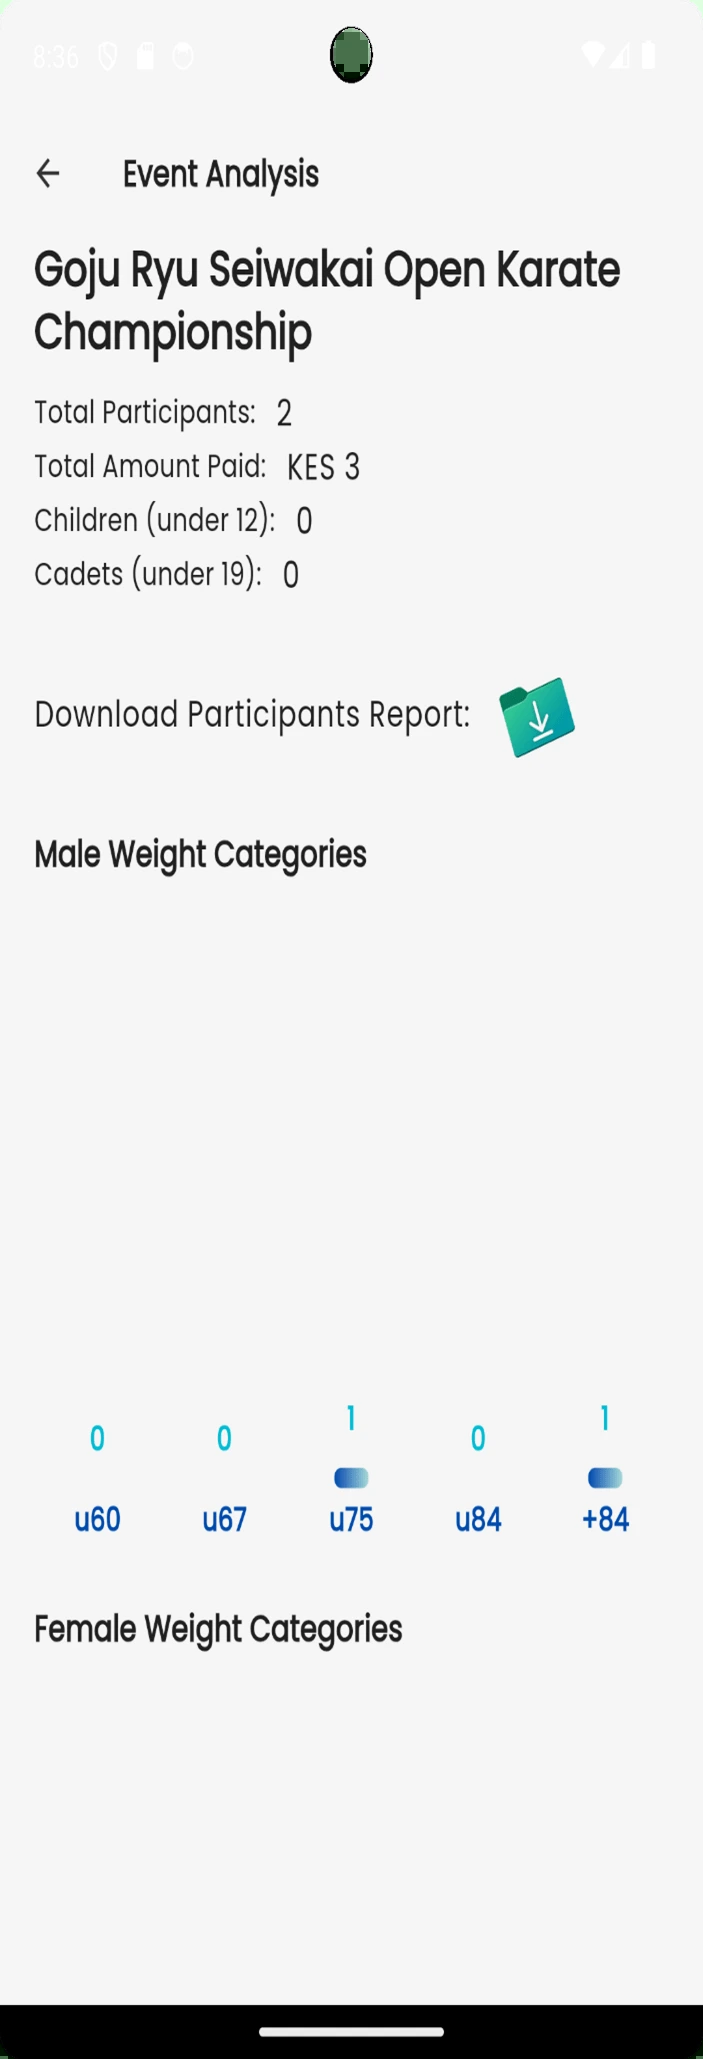 8:36
Event Analysis
Goju Ryu Seiwakai Open Karate
Championship
Total Participants: 2
Total Amount Paid: KES 3
Children (under 12): 0
Cadets (under 19): 0
Download Participants Report:
Male Weight Categories
0 0 1 0 1
u60 u67 u75 u84 +84
Female Weight Categories